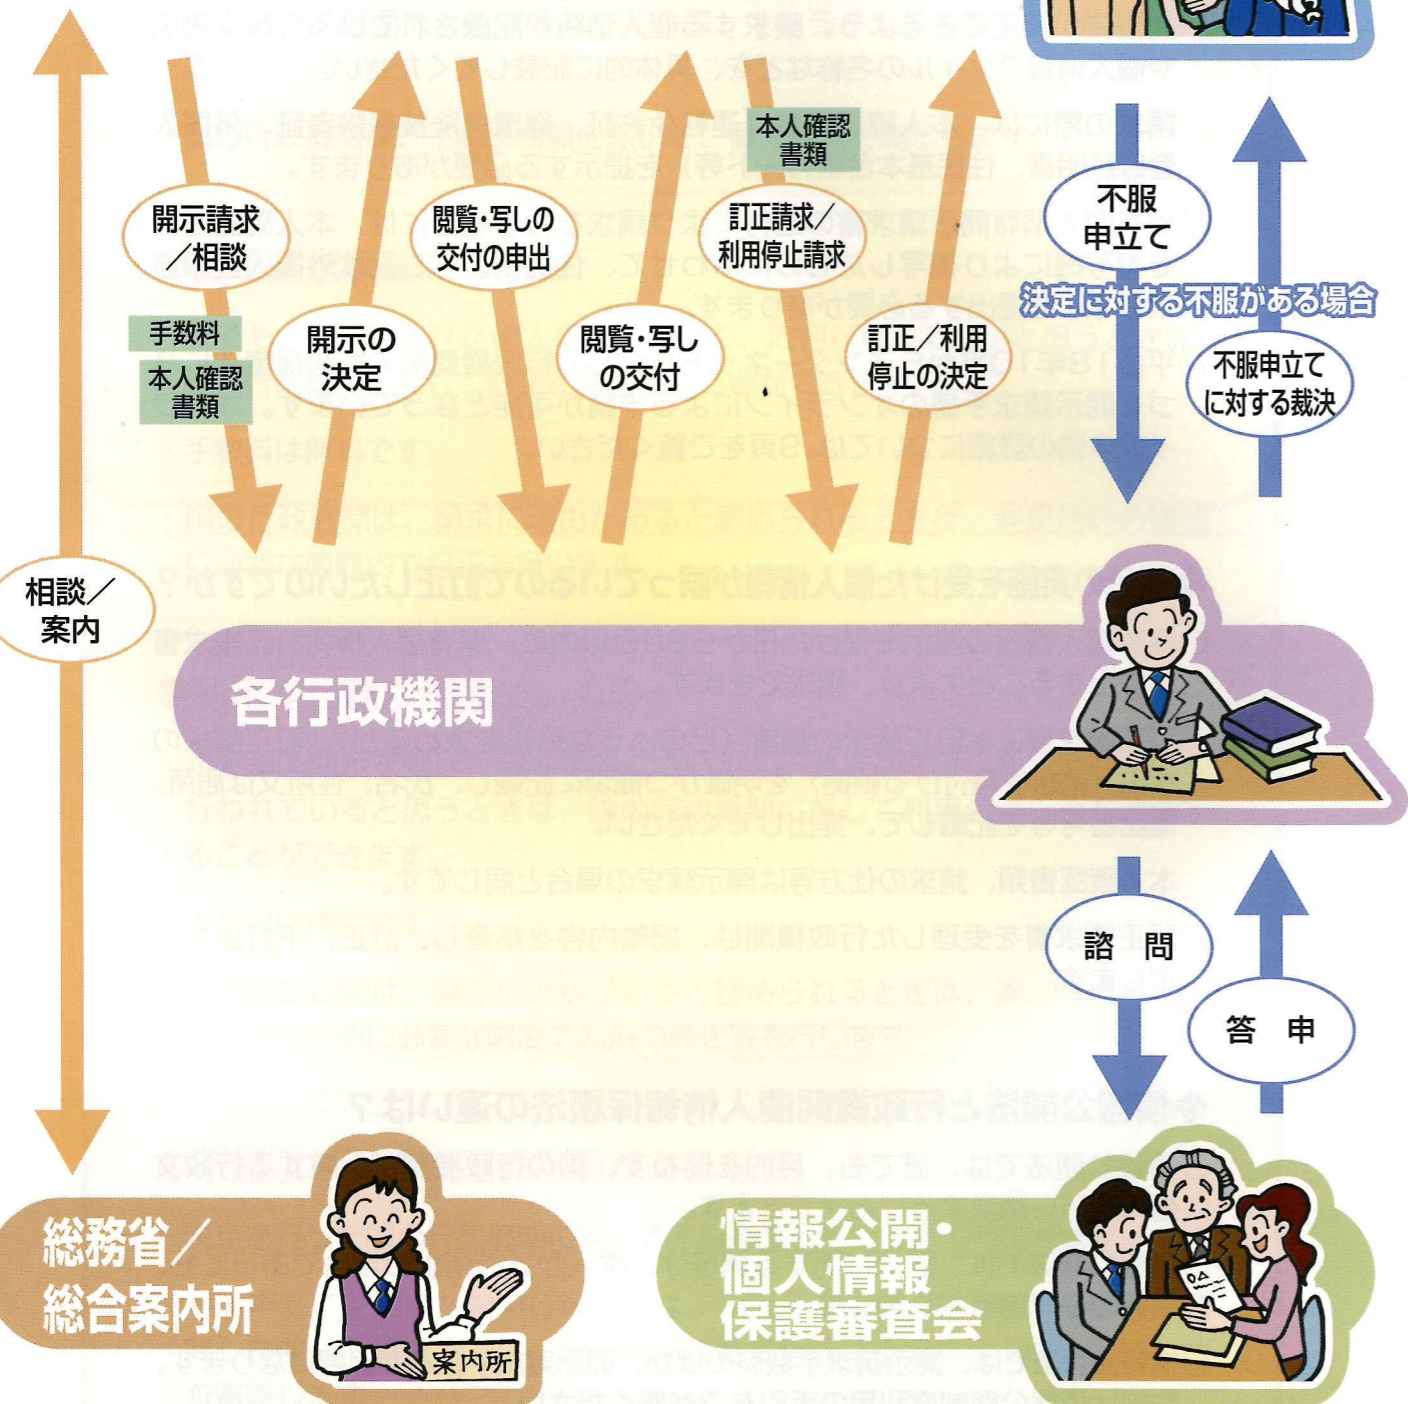 本人確認
書類
開示請求
／相談
閲覧・写しの
交付の申出
訂正請求／
利用停止請求
不服
申立て
決定に対する不服がある場合
手数料
本人確認
書類
開示の
決定
閲覧・写し
の交付
訂正／利用
停止の決定
不服申立て
に対する裁決
相談／
案内
各行政機関
諮問
答申
総務省／
総合案内所
案内所
情報公開・
個人情報
保護審査会